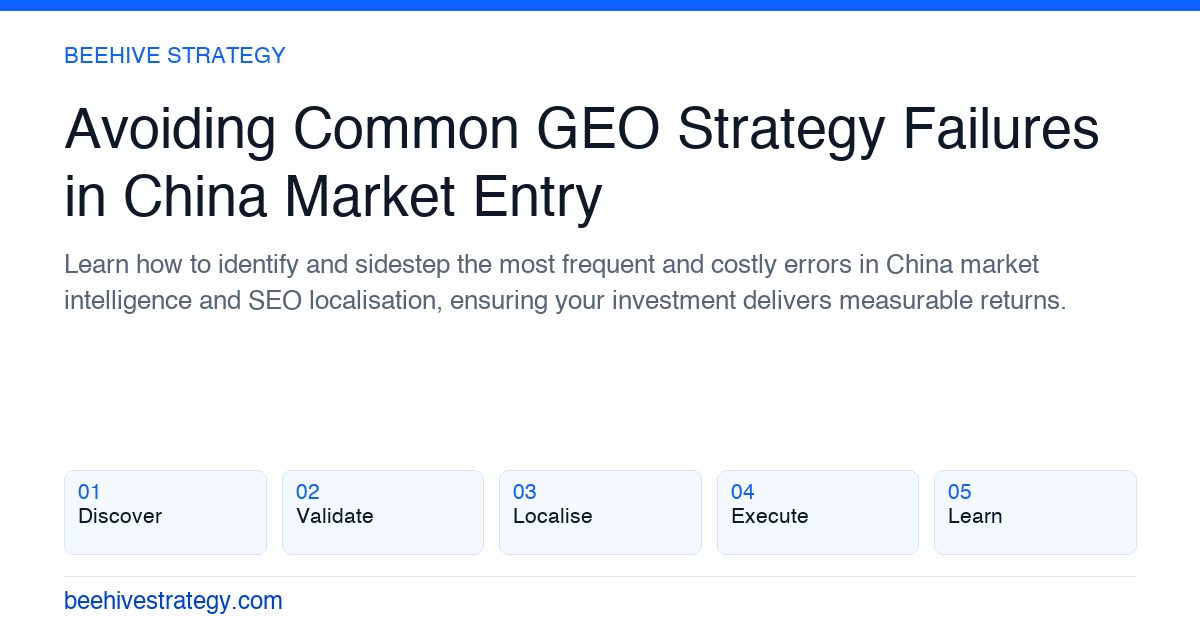 BEEHIVE STRATEGY
Avoiding Common GEO Strategy Failures
in China Market Entry
Learn how to identify and sidestep the most frequent and costly errors in China market
intelligence and SEO localisation, ensuring your investment delivers measurable returns.
01
Discover
02
Validate
03
Localise
04
Execute
05
Learn
beehivestrategy.com